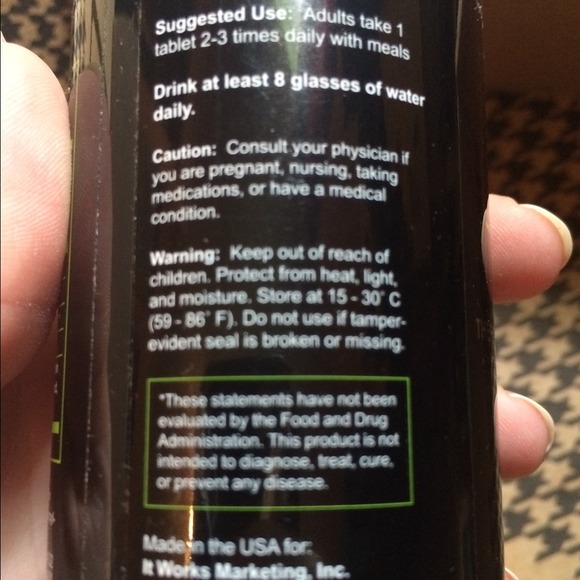 Suggested Use: Adults take 1
tablet 2-3 times daily with meals
Drink at least 8 glasses of water
daily.
Caution: Consult your physician if
you are pregnant, nursing, taking
medications, or have a medical
condition.
Warning: Keep out of reach of
children. Protect from heat, light,
and moisture. Store at 15 - 30° C
(59 - 86° F). Do not use if tamper-
evident seal is broken or missing.
*These statements have not been
evaluated by the Food and Drug
Administration. This product is not
intended to diagnose, treat, cure,
or prevent any disease.
Made in the USA for:
It Works Marketing, Inc.